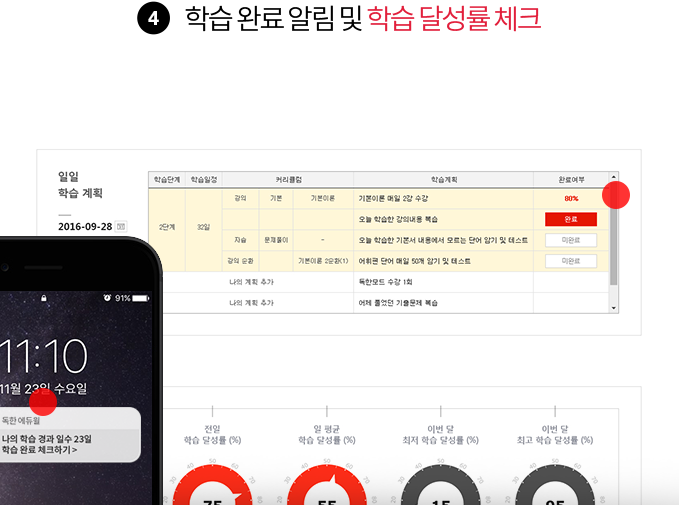 4 학습 완료 알림 및 학습 달성률 체크
일일
학습 계획
2016-09-28
학습단계 학습일정 커리큘럼 학습계획 완료여부
2단계 32일
강의 기본 기본이론 기본이론 매일 2강 수강 80%
오늘 학습한 강의내용 복습 완료
자습 문제풀이 - 오늘 학습한 기본서 내용에서 모르는 단어 암기 및 테스트 미완료
강의 순환 기본이론 2순환(1) 어휘편 단어 매일 50개 암기 및 테스트 미완료
나의 계획 추가 독한모드 수강 1회
나의 계획 추가 어제 풀었던 기출문제 복습
91%
11:10
11월 23일 수요일
독한 에듀윌
나의 학습 경과 일수 23일
학습 완료 체크하기 >
전일
학습 달성률 (%)
일 평균
학습 달성률 (%)
이번 달
최저 학습 달성률 (%)
이번 달
최고 학습 달성률 (%)
75 55 15 95